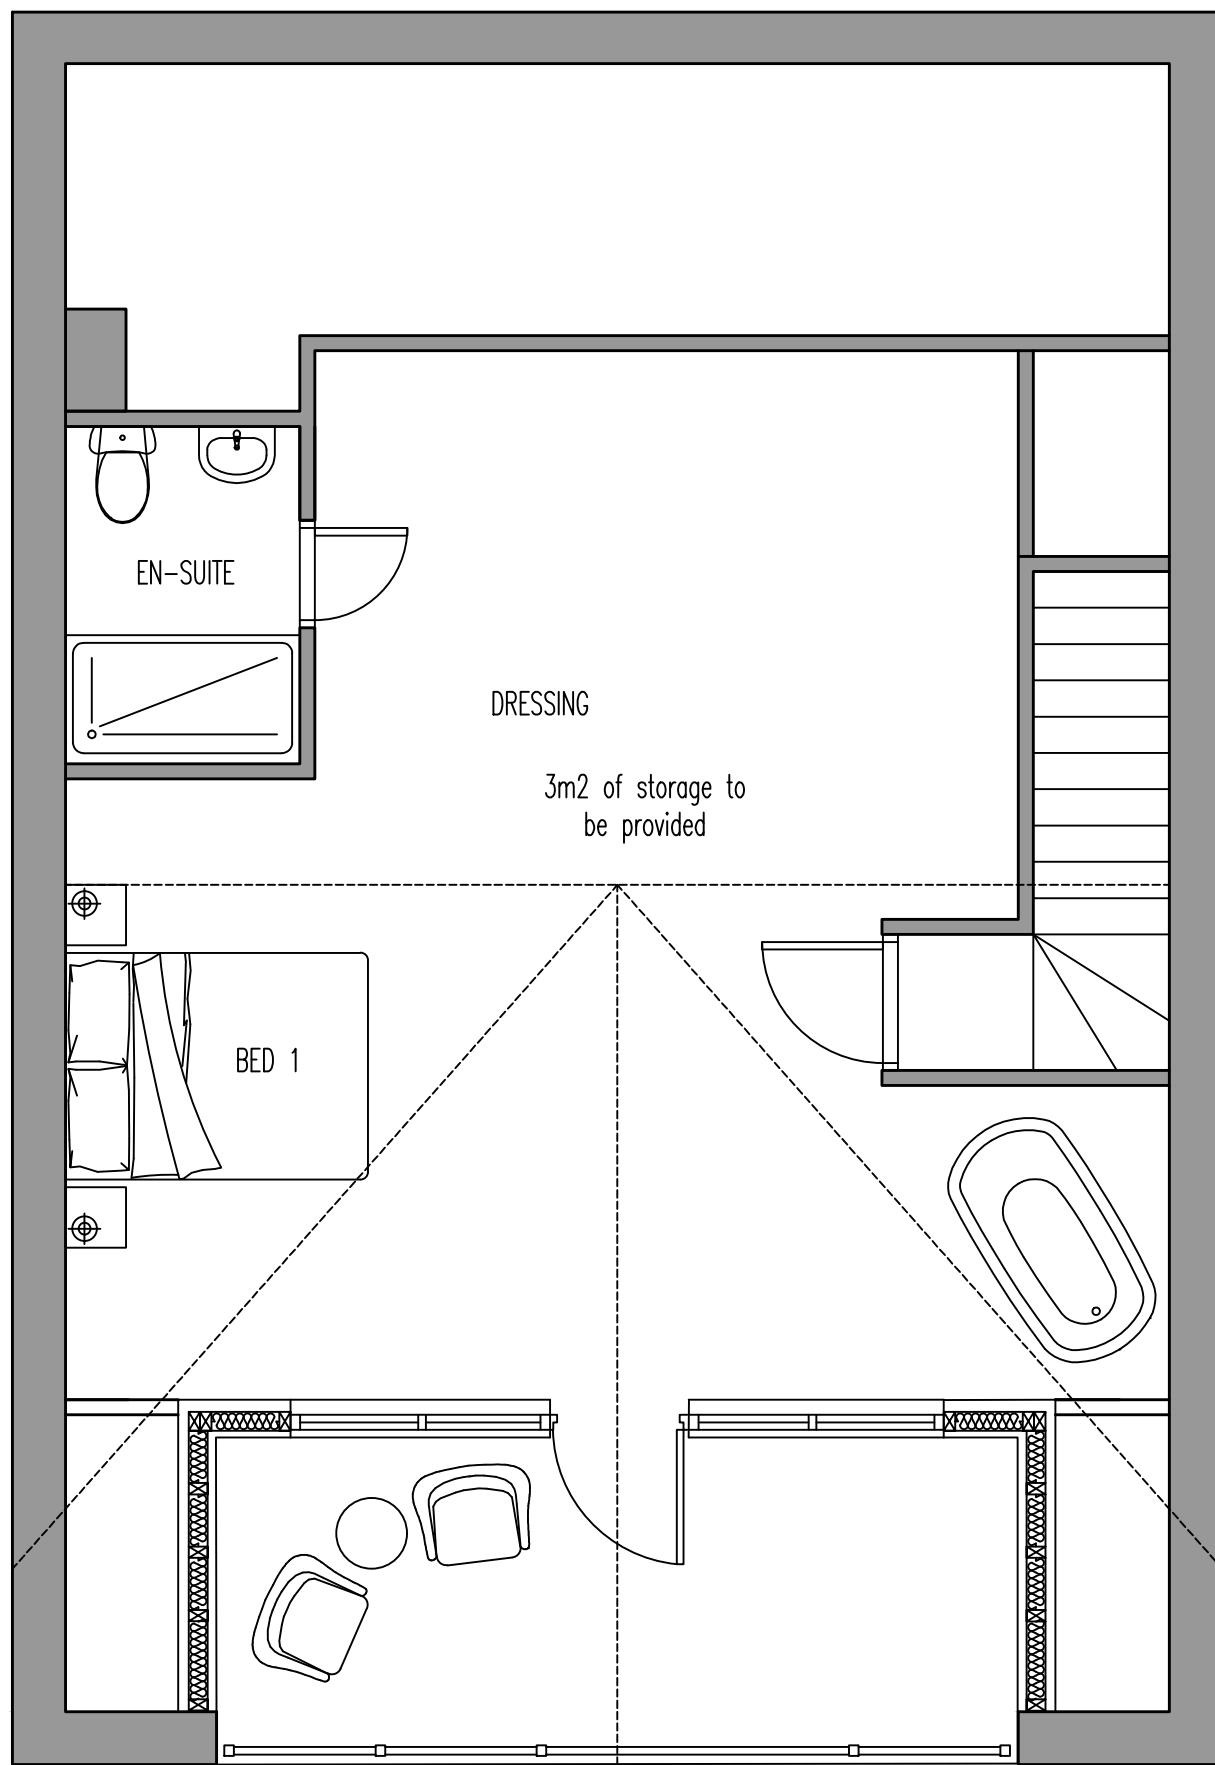 EN-SUITE
DRESSING
3m2 of storage to
be provided
BED 1